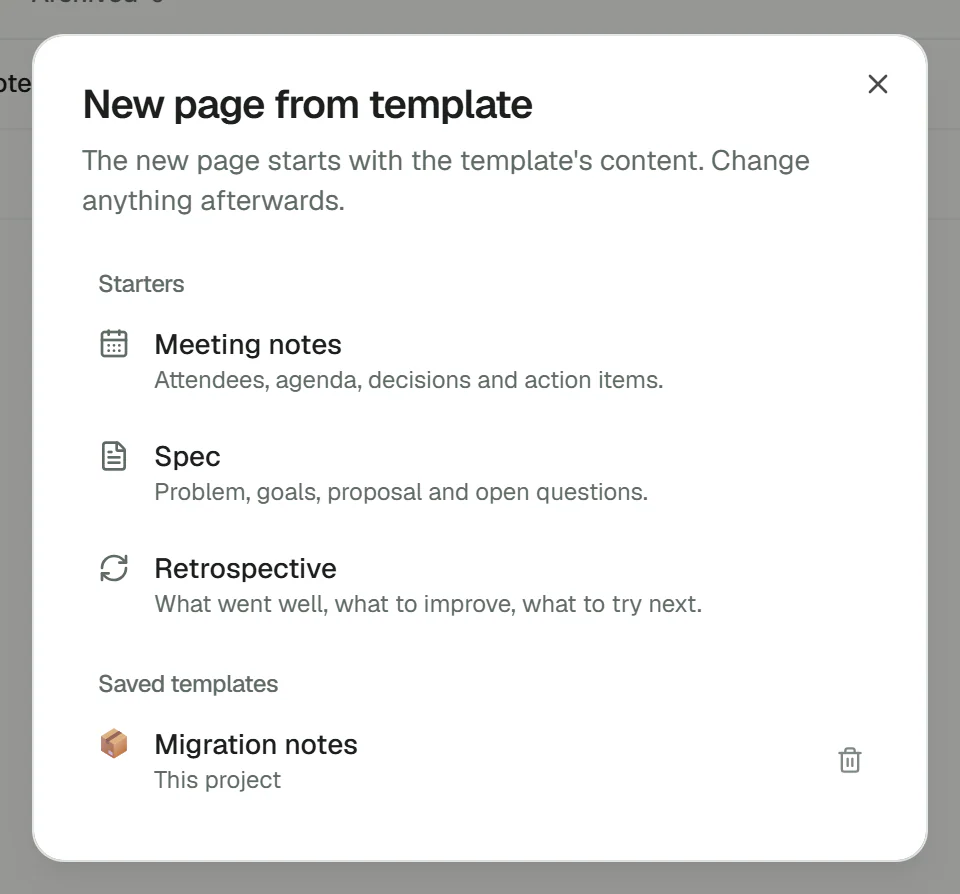 New page from template
The new page starts with the template's content. Change
anything afterwards.
Starters
Meeting notes
Attendees, agenda, decisions and action items.
Spec
Problem, goals, proposal and open questions.
Retrospective
What went well, what to improve, what to try next.
Saved templates
Migration notes
This project